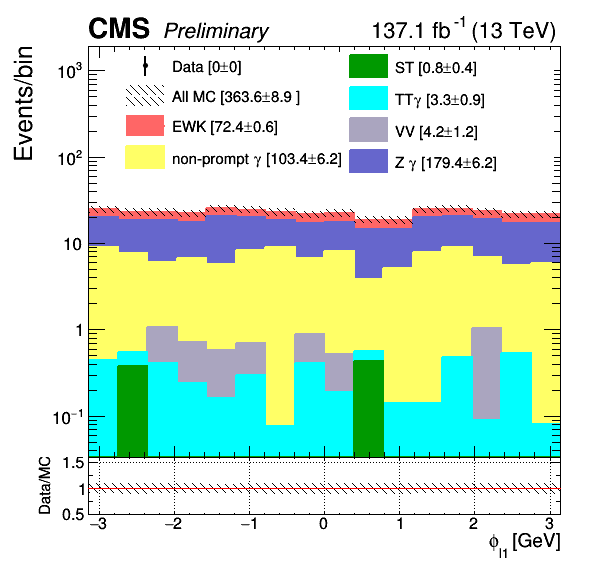 CMS Preliminary 137.1 fb⁻¹ (13 TeV)
Events/bin
Data [0±0]
All MC [363.6±8.9 ]
EWK [72.4±0.6]
non-prompt γ [103.4±6.2]
ST [0.8±0.4]
TTγ [3.3±0.9]
VV [4.2±1.2]
Z γ [179.4±6.2]
10³
10²
10
1
10⁻¹
Data/MC
1.5
1
0.5
−3 −2 −1 0 1 2 3
ϕ_l1 [GeV]